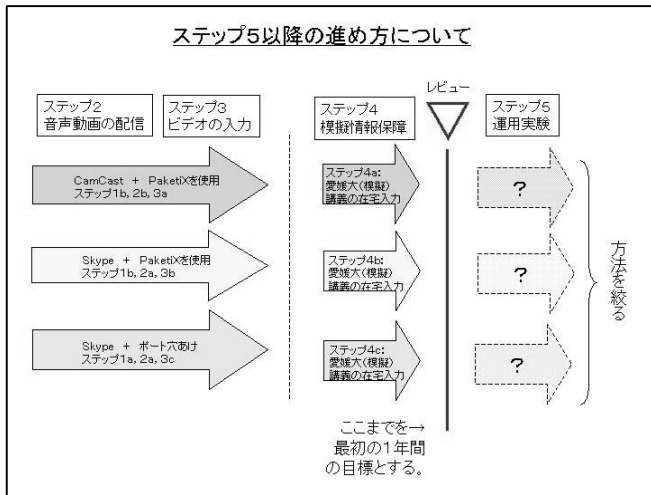 ステップ5以降の進め方について
レビュー
ステップ2
音声動画の配信
ステップ3
ビデオの入力
ステップ4
模擬情報保障
ステップ5
運用実験
CamCast + PaketiXを使用
ステップ1b, 2b, 3a
ステップ4a:
愛媛大(模擬)
講義の在宅入力
?
Skype + PaketiXを使用
ステップ1b, 2a, 3b
ステップ4b:
愛媛大(模擬)
講義の在宅入力
?
Skype + ポート穴あけ
ステップ1a, 2a, 3c
ステップ4c:
愛媛大(模擬)
講義の在宅入力
?
方法を絞る
ここまでを→
最初の1年間
の目標とする。